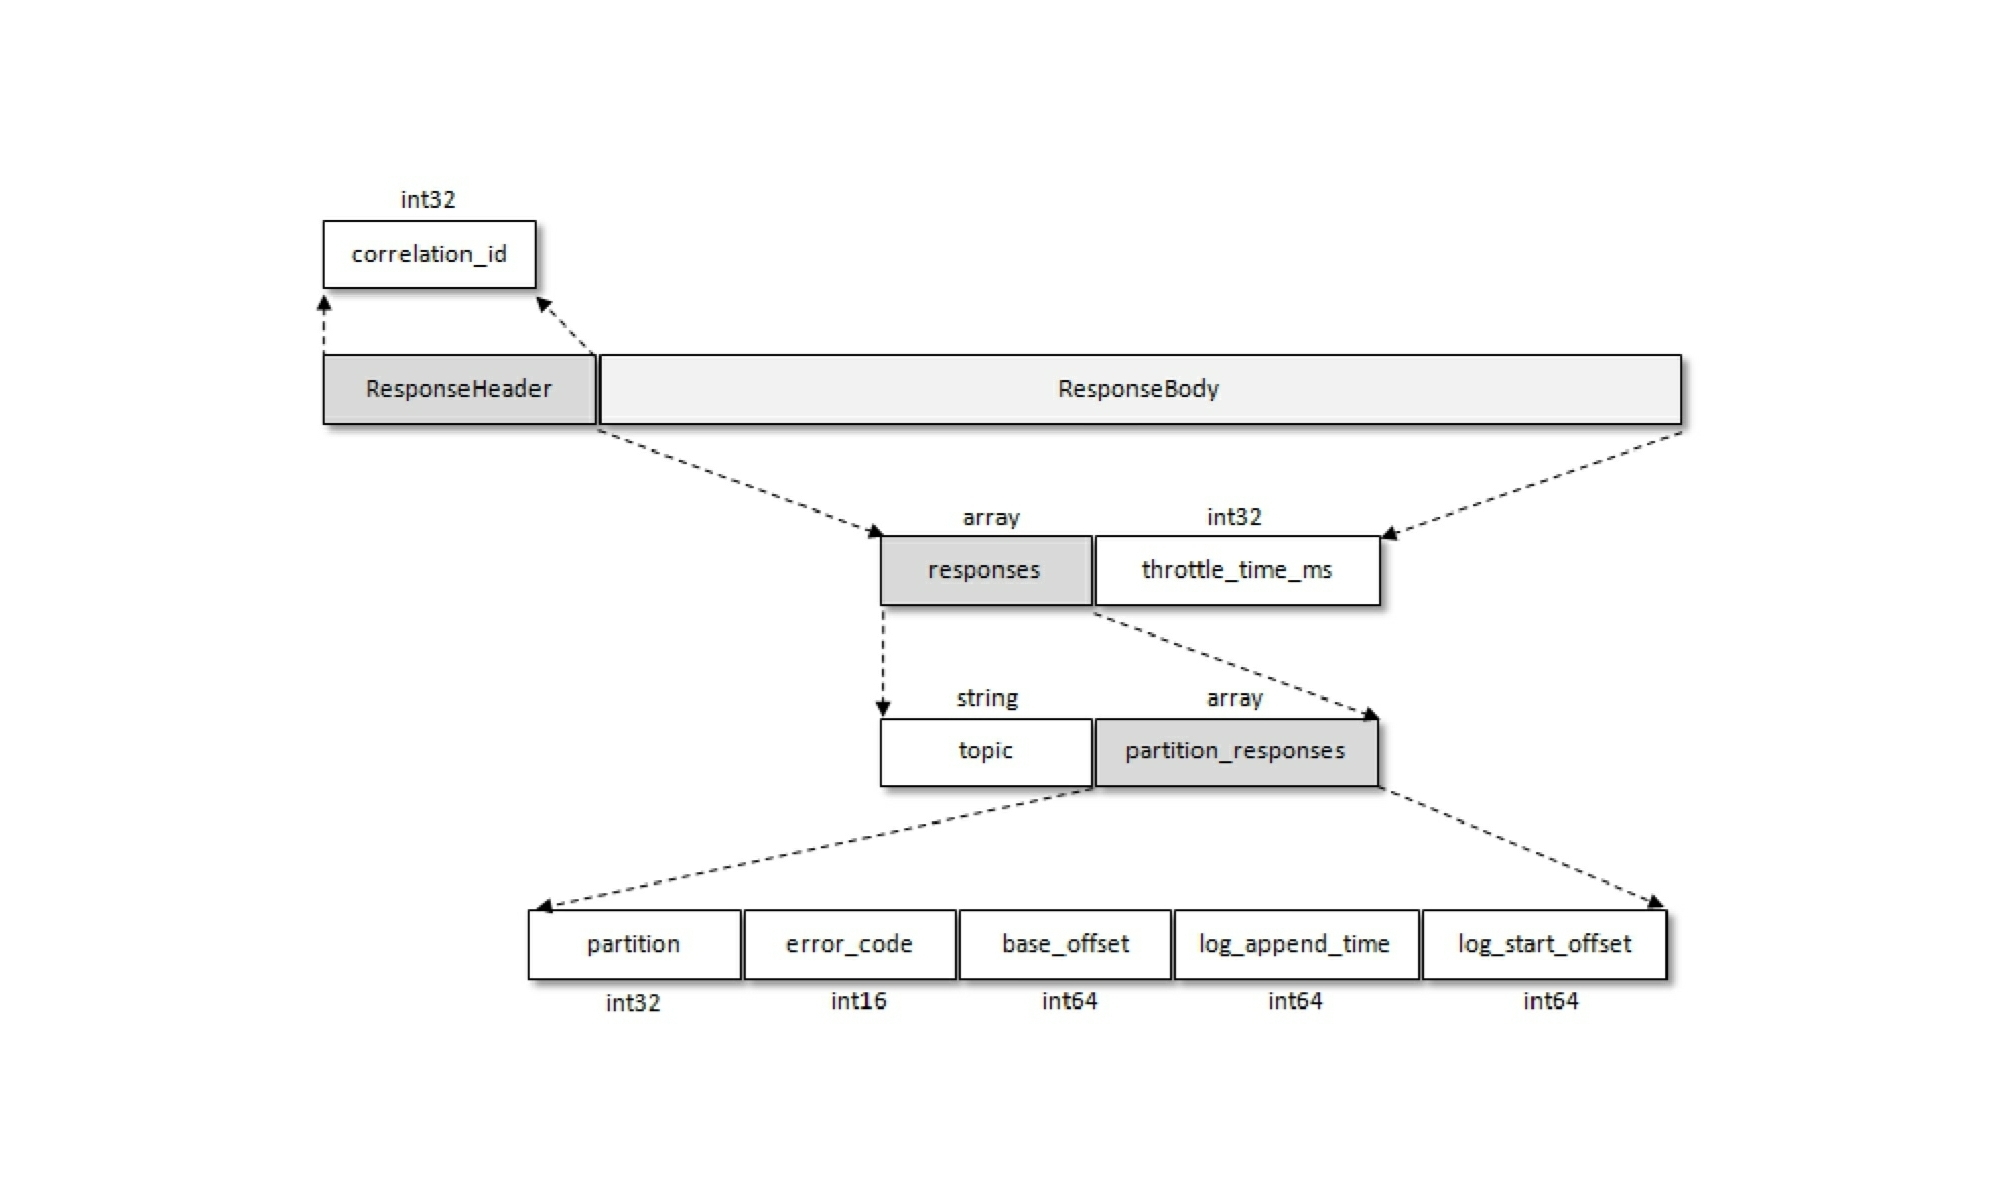 int32
correlation_id
ResponseHeader
ResponseBody
array
int32
responses
throttle_time_ms
string
array
topic
partition_responses
partition
error_code
base_offset
log_append_time
log_start_offset
int32
int16
int64
int64
int64